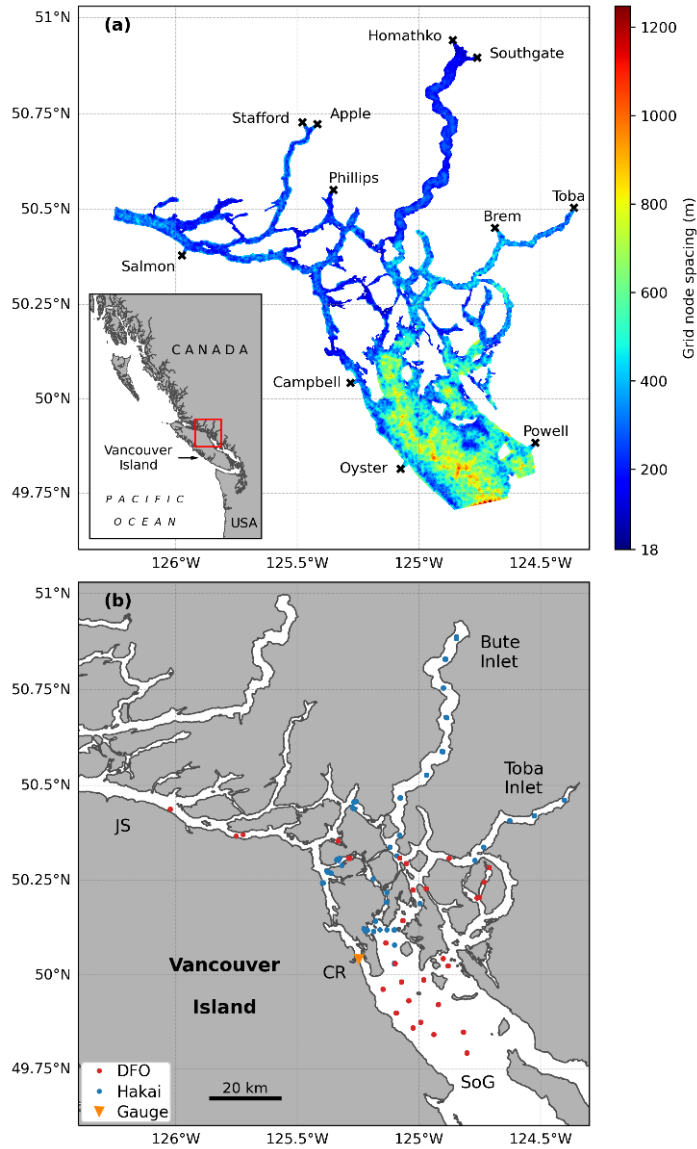 (a)
51°N
50.75°N
50.5°N
50.25°N
50°N
49.75°N
Homathko
Southgate
Stafford
Apple
Phillips
Toba
Brem
Salmon
Campbell
Powell
Oyster
CANADA
Vancouver
Island
PACIFIC
OCEAN
USA
126°W
125.5°W
125°W
124.5°W
1200
1000
800
600
400
200
18
Grid node spacing (m)
(b)
51°N
50.75°N
50.5°N
50.25°N
50°N
49.75°N
Bute
Inlet
Toba
Inlet
JS
CR
Vancouver
Island
SoG
DFO
Hakai
Gauge
20 km
126°W
125.5°W
125°W
124.5°W